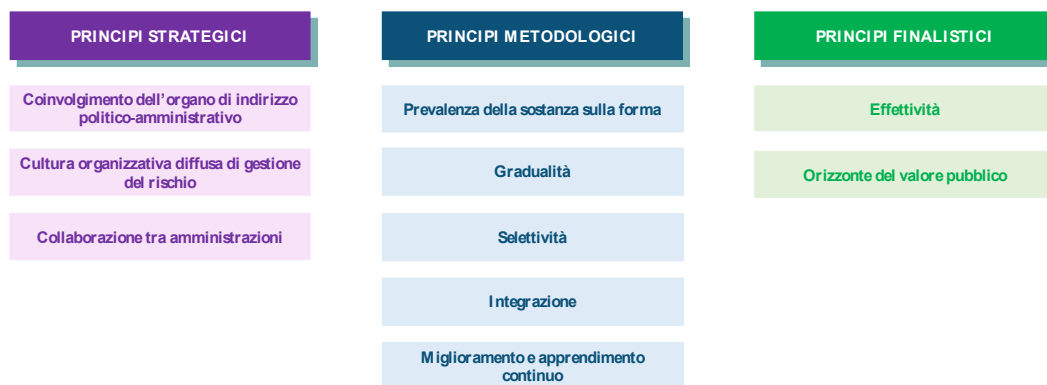 PRINCIPI STRATEGICI
Coinvolgimento dell'organo di indirizzo
politico-amministrativo
Cultura organizzativa diffusa di gestione
del rischio
Collaborazione tra amministrazioni
PRINCIPI METODOLOGICI
Prevalenza della sostanza sulla forma
Gradualità
Selettività
Integrazione
Miglioramento e apprendimento
continuo
PRINCIPI FINALISTICI
Effettività
Orizzonte del valore pubblico